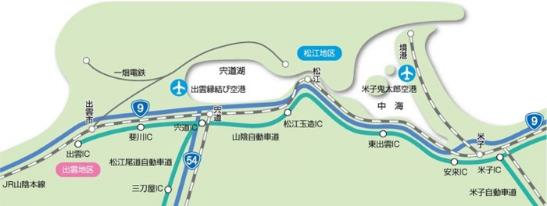 境港
宍道湖
松江地区
一畑電鉄
松江
出雲縁結び空港
米子鬼太郎空港
出雲市
9
宍道
中海
米子
9
斐川IC
宍道IC
山陰自動車道
松江玉造IC
出雲IC
東出雲IC
松江尾道自動車道
54
安来IC
米子IC
出雲地区
JR山陰本線
三刀屋IC
米子自動車道